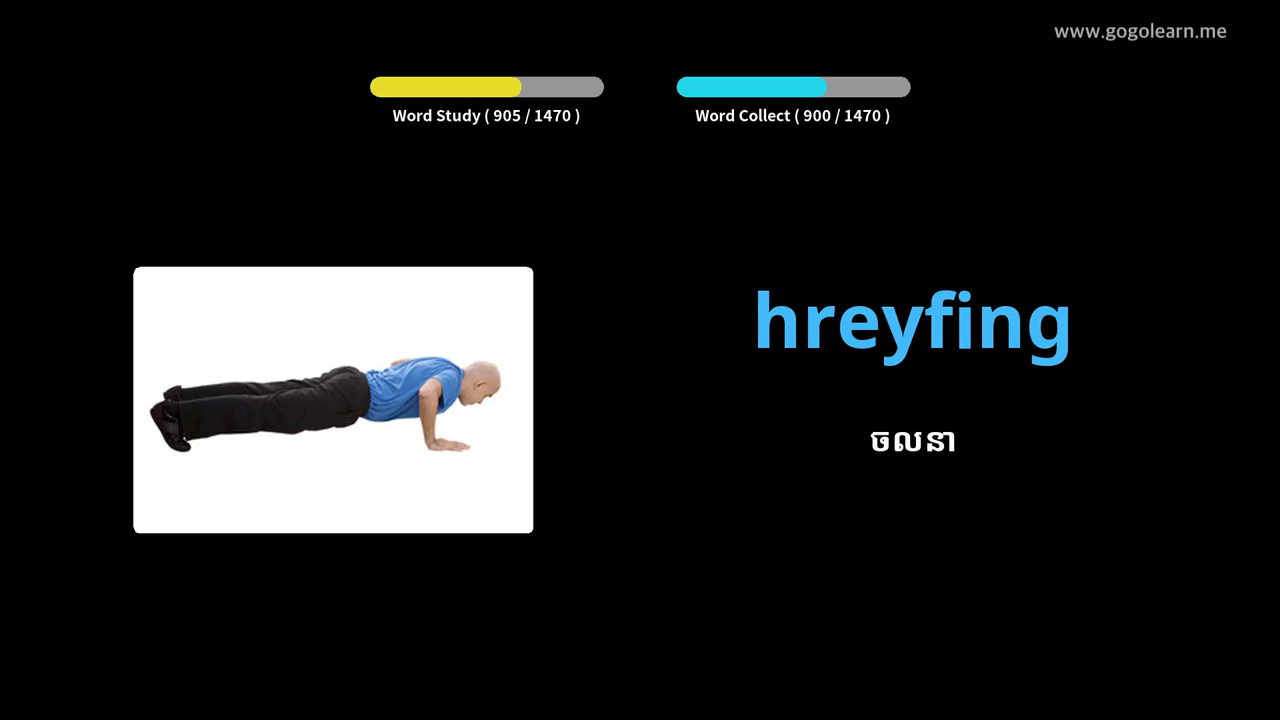 www.gogolearn.me
Word Study ( 905 / 1470 )
Word Collect ( 900 / 1470 )
hreyfing
ចលនា